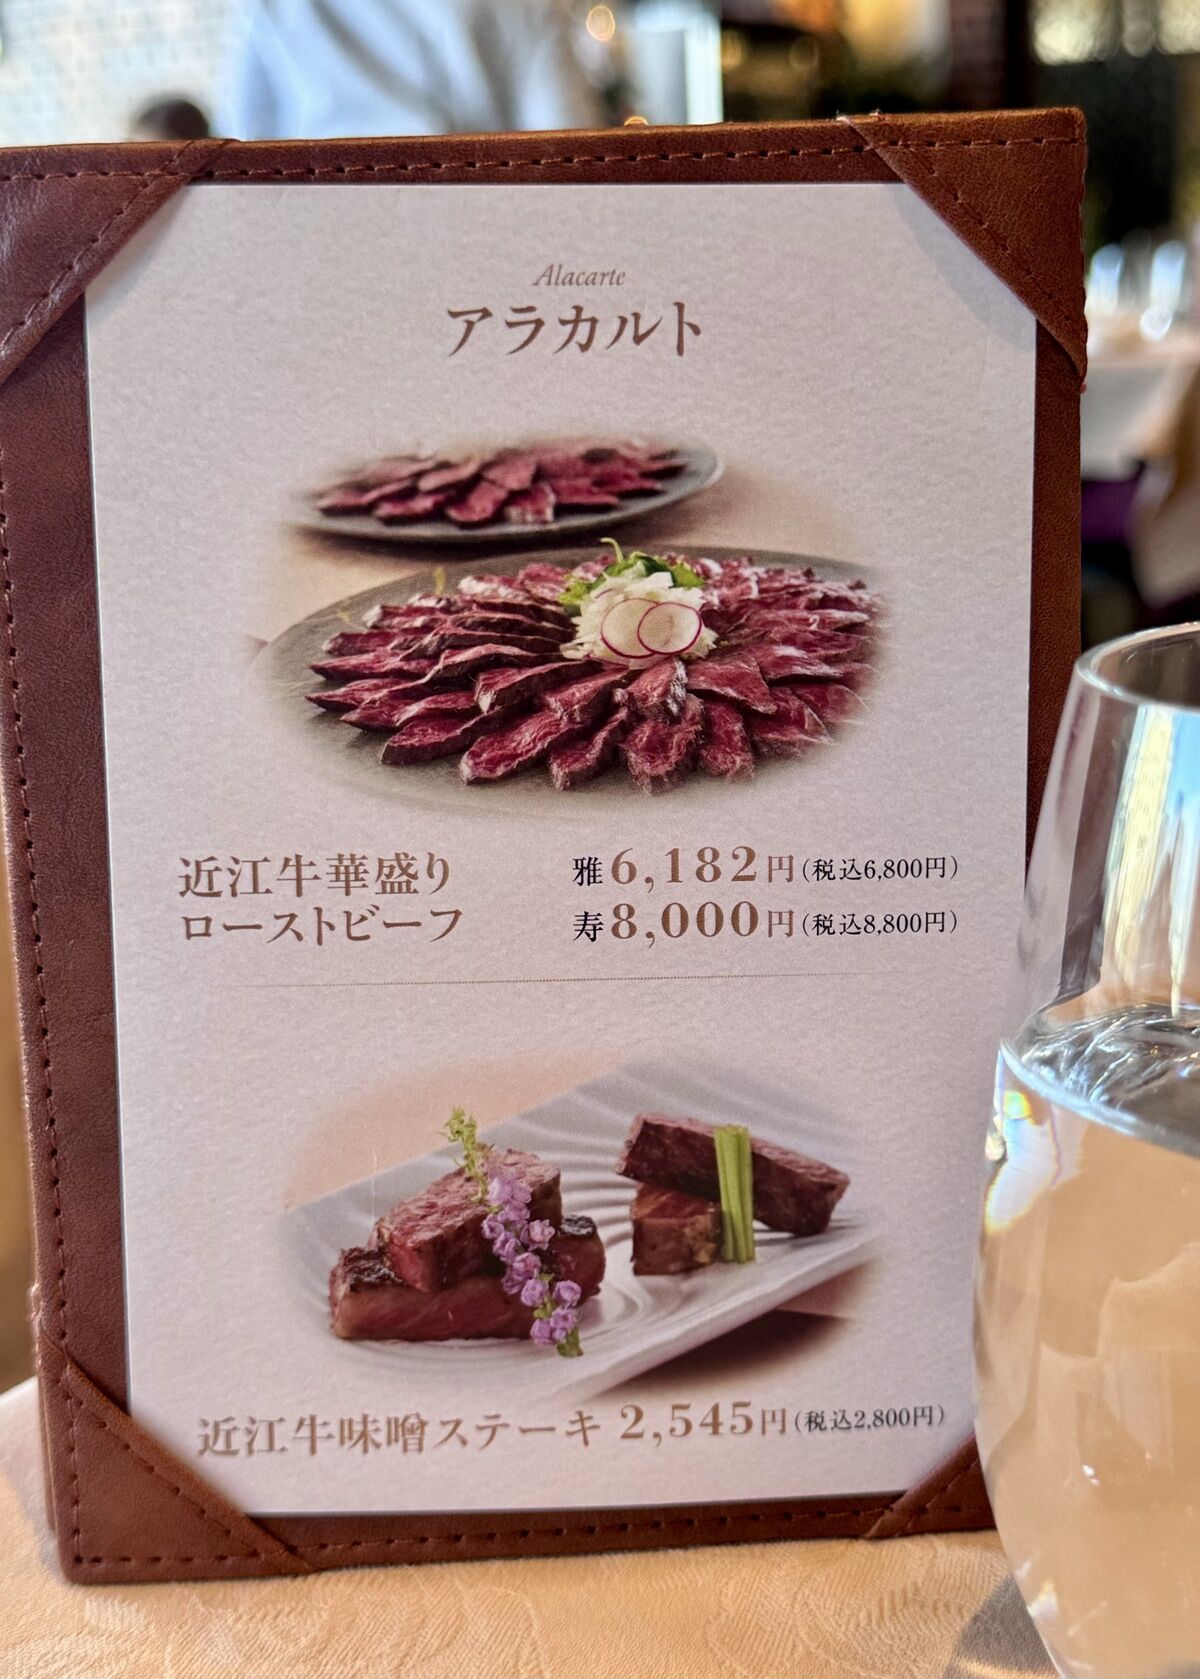 Alacarte
アラカルト
近江牛華盛り
ローストビーフ
雅6,182円(税込6,800円)
寿8,000円(税込8,800円)
近江牛味噌ステーキ 2,545円(税込2,800円)